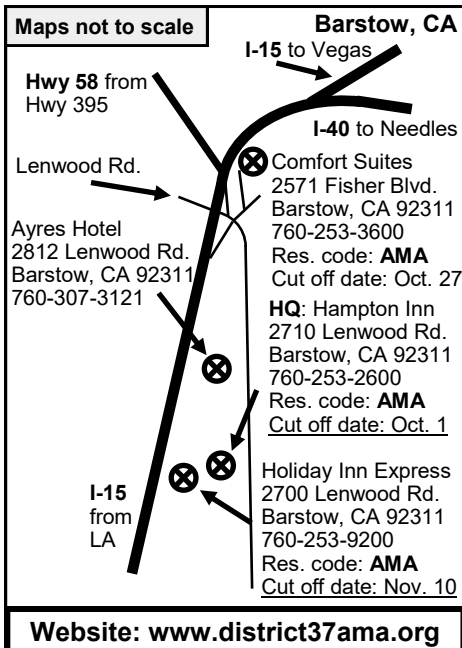 Maps not to scale
Barstow, CA
I-15 to Vegas
Hwy 58 from
Hwy 395
I-40 to Needles
Lenwood Rd.
Comfort Suites
2571 Fisher Blvd.
Barstow, CA 92311
760-253-3600
Res. code: AMA
Cut off date: Oct. 27
Ayres Hotel
2812 Lenwood Rd.
Barstow, CA 92311
760-307-3121
HQ: Hampton Inn
2710 Lenwood Rd.
Barstow, CA 92311
760-253-2600
Res. code: AMA
Cut off date: Oct. 1
I-15
from
LA
Holiday Inn Express
2700 Lenwood Rd.
Barstow, CA 92311
760-253-9200
Res. code: AMA
Cut off date: Nov. 10
Website: www.district37ama.org